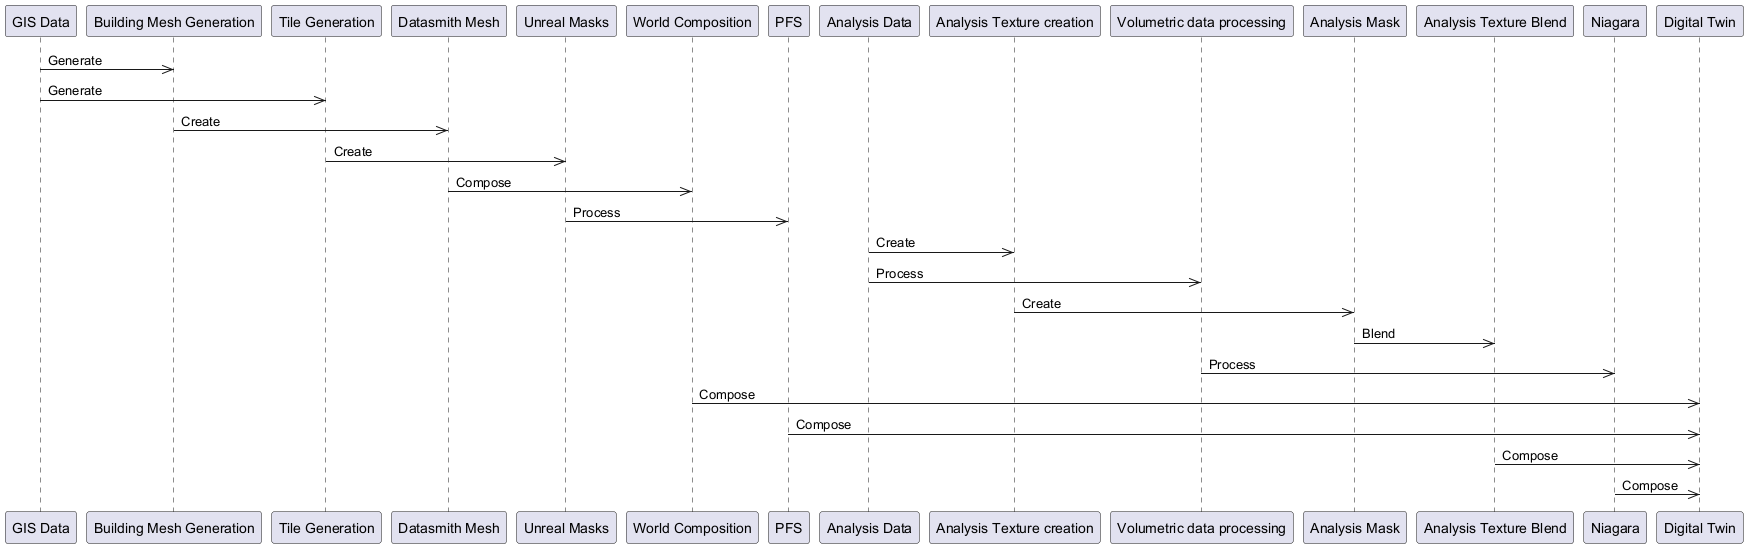 GIS Data
Building Mesh Generation
Tile Generation
Datasmith Mesh
Unreal Masks
World Composition
PFS
Analysis Data
Analysis Texture creation
Volumetric data processing
Analysis Mask
Analysis Texture Blend
Niagara
Digital Twin
Generate
Generate
Create
Create
Compose
Process
Create
Process
Create
Blend
Process
Compose
Compose
Compose
Compose
GIS Data
Building Mesh Generation
Tile Generation
Datasmith Mesh
Unreal Masks
World Composition
PFS
Analysis Data
Analysis Texture creation
Volumetric data processing
Analysis Mask
Analysis Texture Blend
Niagara
Digital Twin